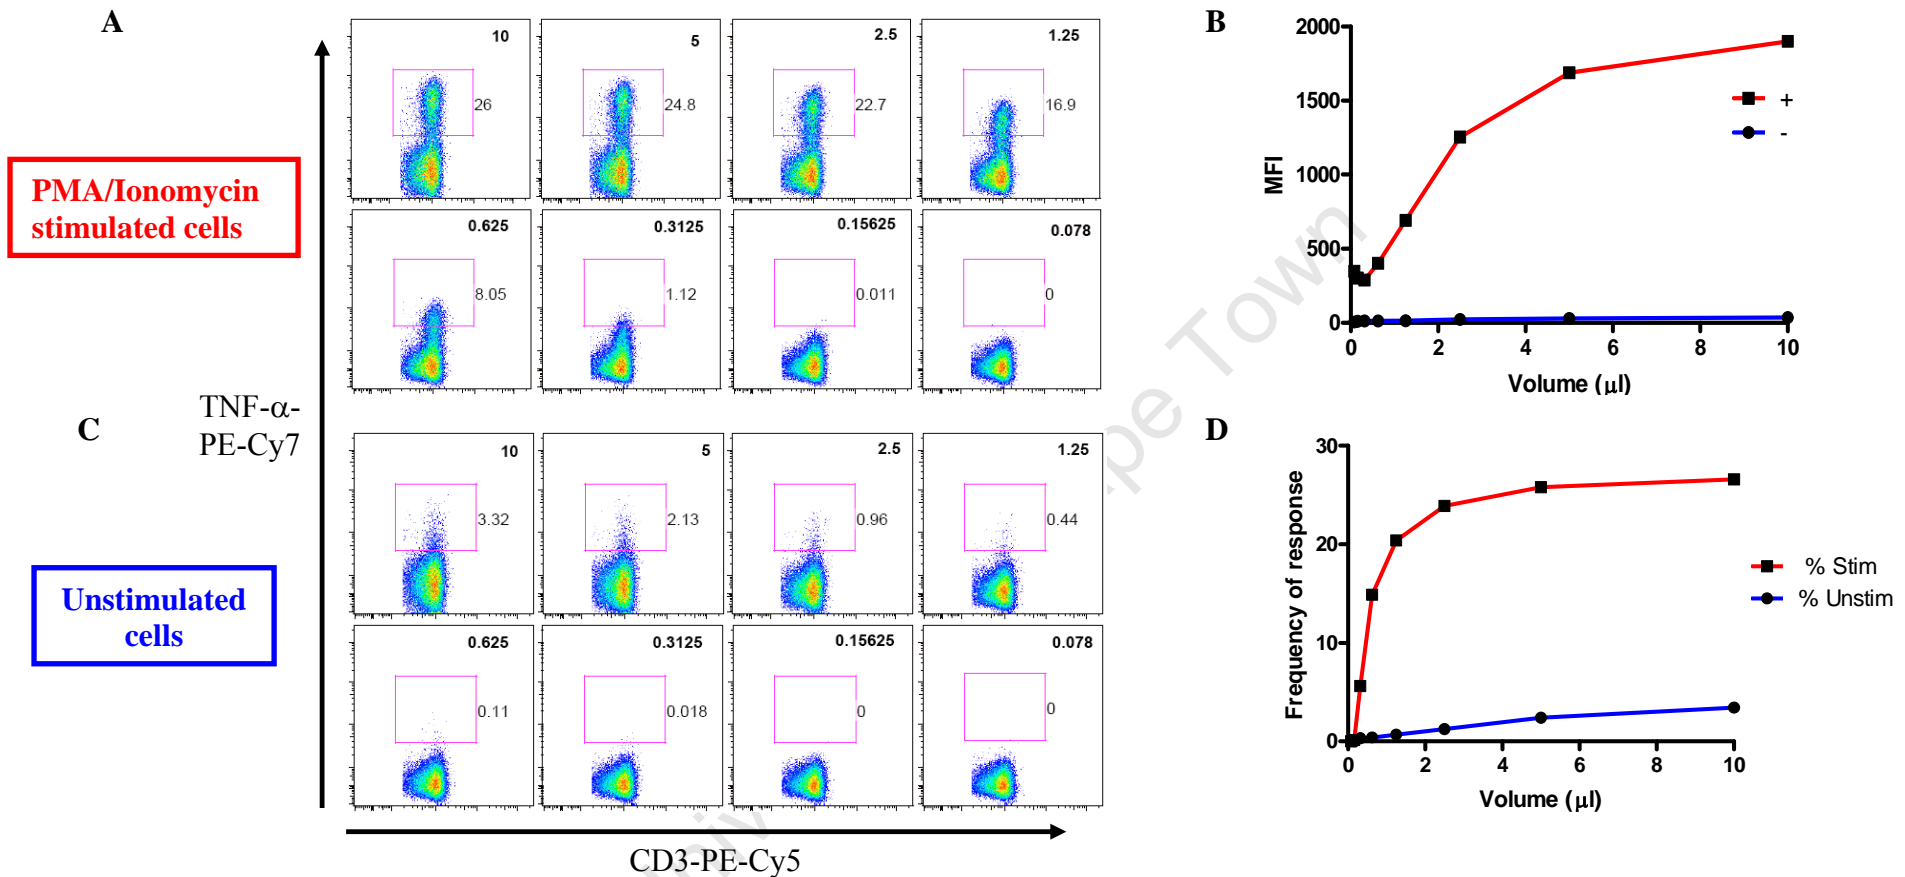 A
10
5
2.5
1.25
26
24.8
22.7
16.9
PMA/Ionomycin
stimulated cells
0.625
0.3125
0.15625
0.078
8.05
1.12
0.011
0
TNF-α-
PE-Cy7
B
2000
1500
1000
500
0
MFI
+
-
0 2 4 6 8 10
Volume (µl)
C
10
5
2.5
1.25
3.32
2.13
0.96
0.44
Unstimulated
cells
0.625
0.3125
0.15625
0.078
0.11
0.018
0
0
CD3-PE-Cy5
D
30
20
10
0
Frequency of response
% Stim
% Unstim
0 2 4 6 8 10
Volume (µl)
Town